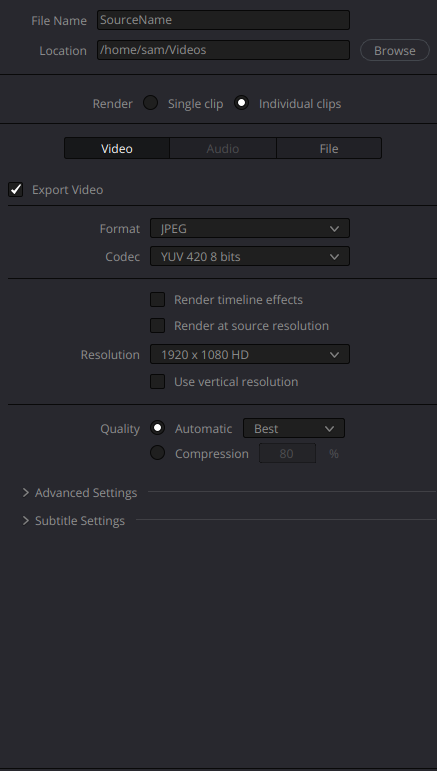 File Name SourceName
Location /home/sam/Videos Browse
Render Single clip Individual clips
Video Audio File
Export Video
Format JPEG
Codec YUV 420 8 bits
Render timeline effects
Render at source resolution
Resolution 1920 x 1080 HD
Use vertical resolution
Quality Automatic Best
Compression 80 %
Advanced Settings
Subtitle Settings